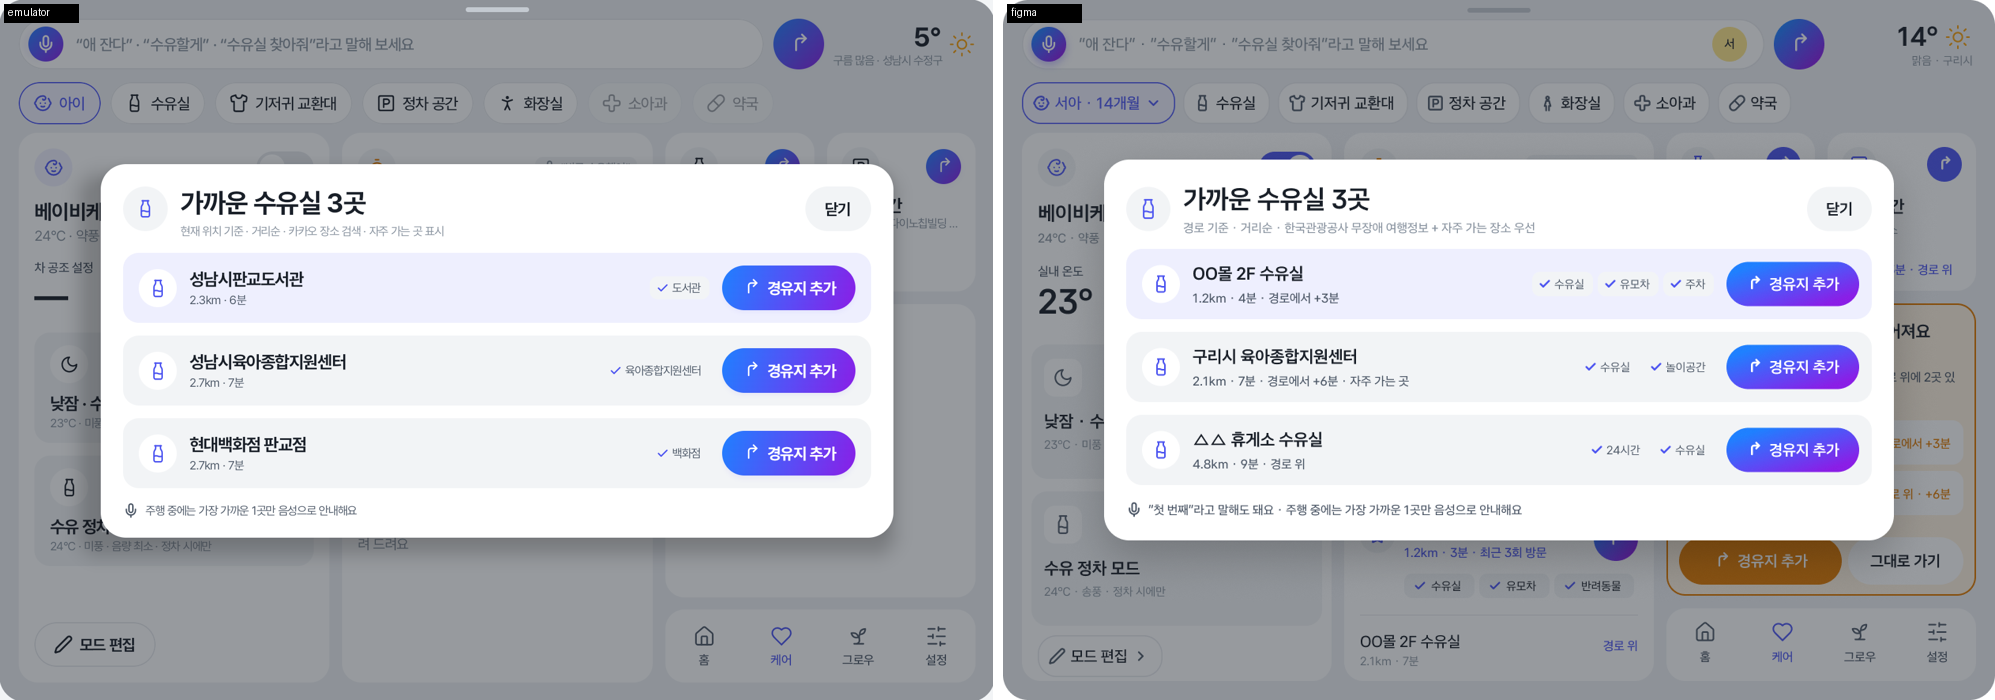 emulator
“애 잔다” · “수유할게” · “수유실 찾아줘”라고 말해 보세요
5°
구름 많음 · 성남시 수정구
아이
수유실
기저귀 교환대
정차 공간
화장실
소아과
약국
베이비케
24°C · 약풍
차 공조 설정
간
가까운 수유실 3곳
현재 위치 기준 · 거리순 · 카카오 장소 검색 · 자주 가는 곳 표시
닫기
성남시판교도서관
2.3km · 6분
도서관
경유지 추가
성남시육아종합지원센터
2.7km · 7분
육아종합지원센터
경유지 추가
현대백화점 판교점
2.7km · 7분
백화점
경유지 추가
주행 중에는 가장 가까운 1곳만 음성으로 안내해요
낮잠 · 수
23°C · 미풍
수유 정차
24°C · 미풍 · 음량 최소 · 정차 시에만
려 드려요
모드 편집
홈
케어
그로우
설정
figma
“애 잔다” · “수유할게” · “수유실 찾아줘”라고 말해 보세요
서
14°
맑음 · 구리시
서아 · 14개월
수유실
기저귀 교환대
정차 공간
화장실
소아과
약국
베이비케
24°C · 약풍
실내 온도
23°
간
분 · 경로 위
어져요
위에 2곳 있
로에서 +3분
로 위 · +6분
가까운 수유실 3곳
경로 기준 · 거리순 · 한국관광공사 무장애 여행정보 + 자주 가는 장소 우선
닫기
OO몰 2F 수유실
1.2km · 4분 · 경로에서 +3분
수유실
유모차
주차
경유지 추가
구리시 육아종합지원센터
2.1km · 7분 · 경로에서 +6분 · 자주 가는 곳
수유실
놀이공간
경유지 추가
△△ 휴게소 수유실
4.8km · 9분 · 경로 위
24시간
수유실
경유지 추가
“첫 번째”라고 말해도 돼요 · 주행 중에는 가장 가까운 1곳만 음성으로 안내해요
낮잠 · 수
23°C · 미풍
수유 정차 모드
24°C · 송풍 · 정차 시에만
모드 편집
1.2km · 3분 · 최근 3회 방문
수유실
유모차
반려동물
OO몰 2F 수유실
2.1km · 7분
경로 위
경유지 추가
그대로 가기
홈
케어
그로우
설정